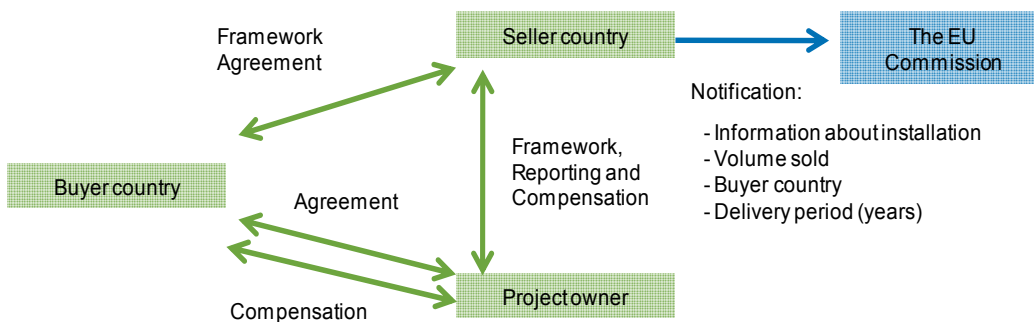 Framework
Agreement
Seller country
The EU
Commission
Notification:
- Information about installation
- Volume sold
- Buyer country
- Delivery period (years)
Framework,
Reporting and
Compensation
Buyer country
Agreement
Compensation
Project owner